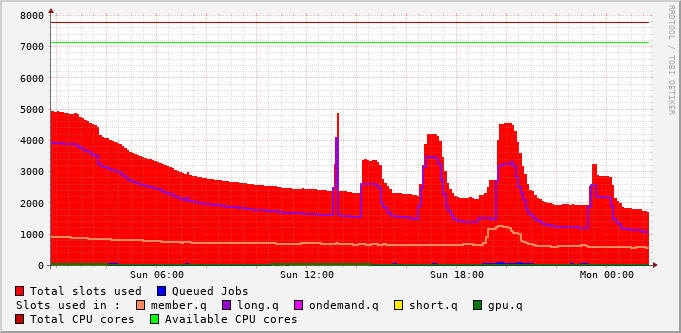 RRDTOOL / TOBI OETIKER
8000
7000
6000
5000
4000
3000
2000
1000
0
Sun 06:00 Sun 12:00 Sun 18:00 Mon 00:00
Total slots used Queued Jobs
Slots used in : member.q long.q ondemand.q short.q gpu.q
Total CPU cores Available CPU cores